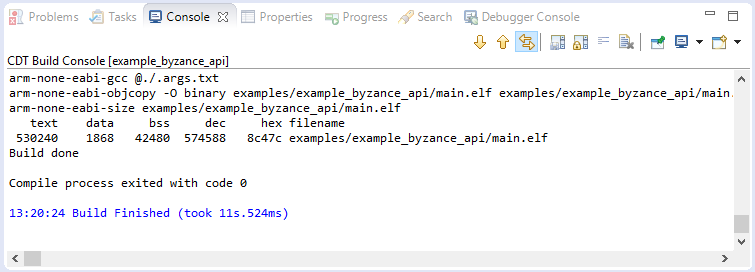 Problems Tasks Console Properties Progress Search Debugger Console
CDT Build Console [example_byzance_api]
arm-none-eabi-gcc @./.args.txt
arm-none-eabi-objcopy -O binary examples/example_byzance_api/main.elf examples/example_byzance_api/main.
arm-none-eabi-size examples/example_byzance_api/main.elf
   text    data     bss     dec     hex filename
 530240    1868   42480  574588   8c47c examples/example_byzance_api/main.elf
Build done
Compile process exited with code 0
13:20:24 Build Finished (took 11s.524ms)